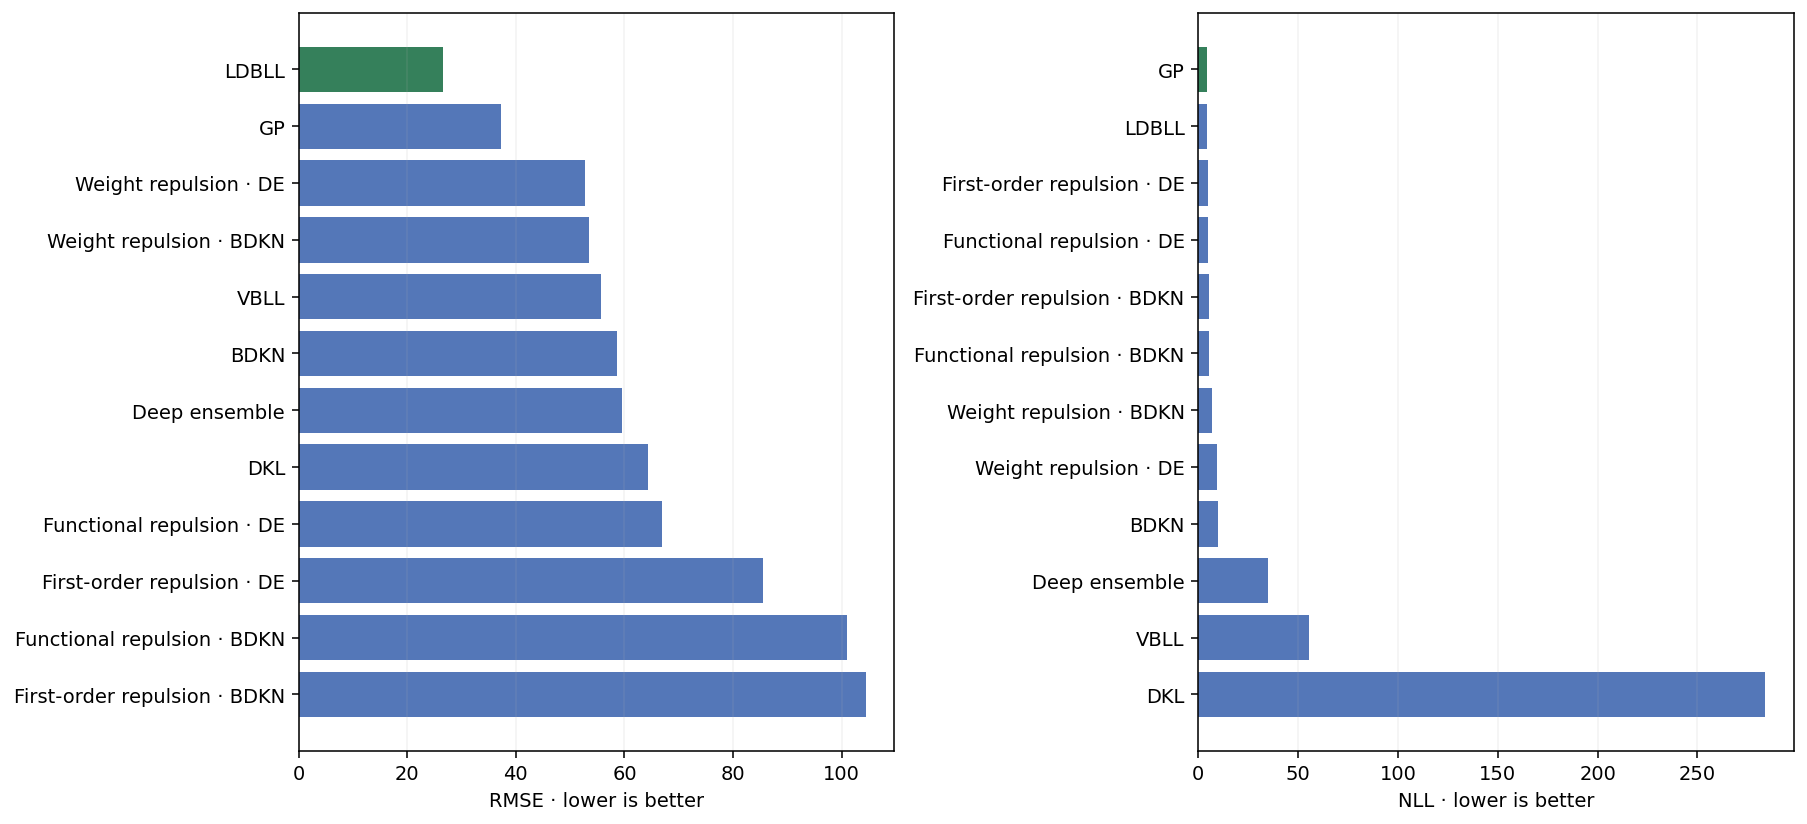 LDBLL
GP
Weight repulsion · DE
Weight repulsion · BDKN
VBLL
BDKN
Deep ensemble
DKL
Functional repulsion · DE
First-order repulsion · DE
Functional repulsion · BDKN
First-order repulsion · BDKN
0 20 40 60 80 100
RMSE · lower is better
GP
LDBLL
First-order repulsion · DE
Functional repulsion · DE
First-order repulsion · BDKN
Functional repulsion · BDKN
Weight repulsion · BDKN
Weight repulsion · DE
BDKN
Deep ensemble
VBLL
DKL
0 50 100 150 200 250
NLL · lower is better